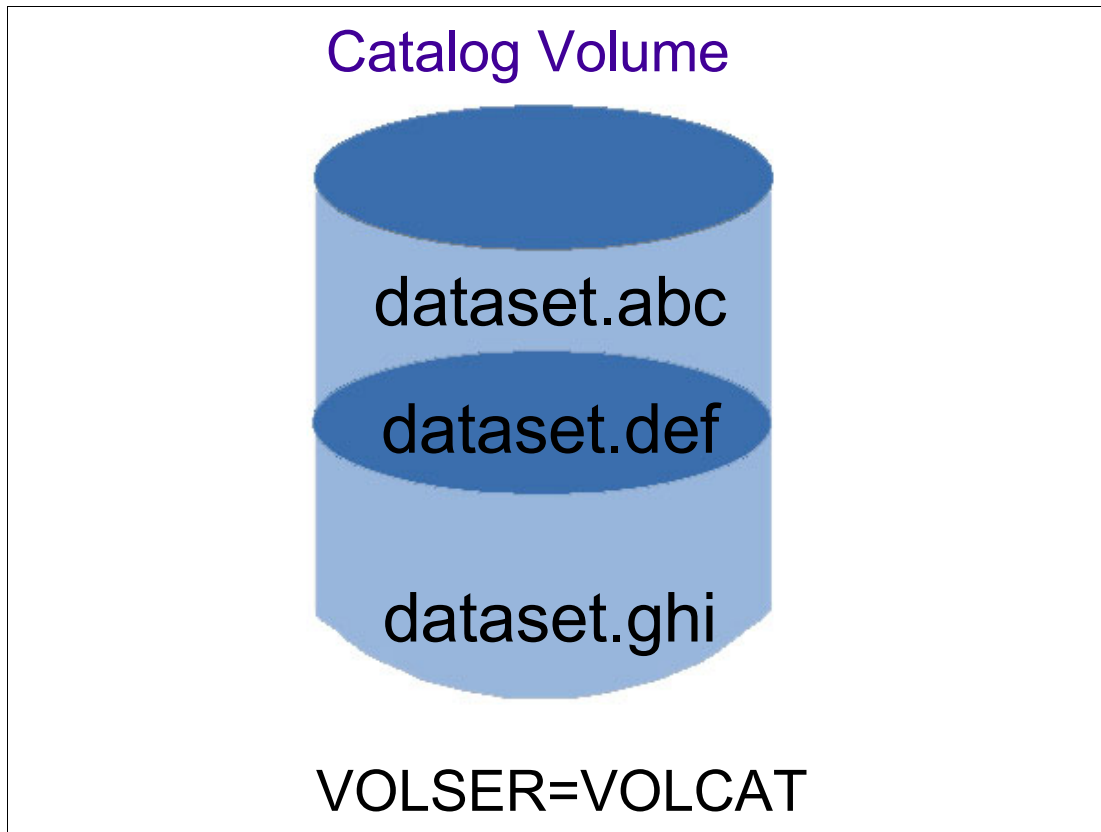 Catalog Volume
dataset.abc
dataset.def
dataset.ghi
VOLSER=VOLCAT